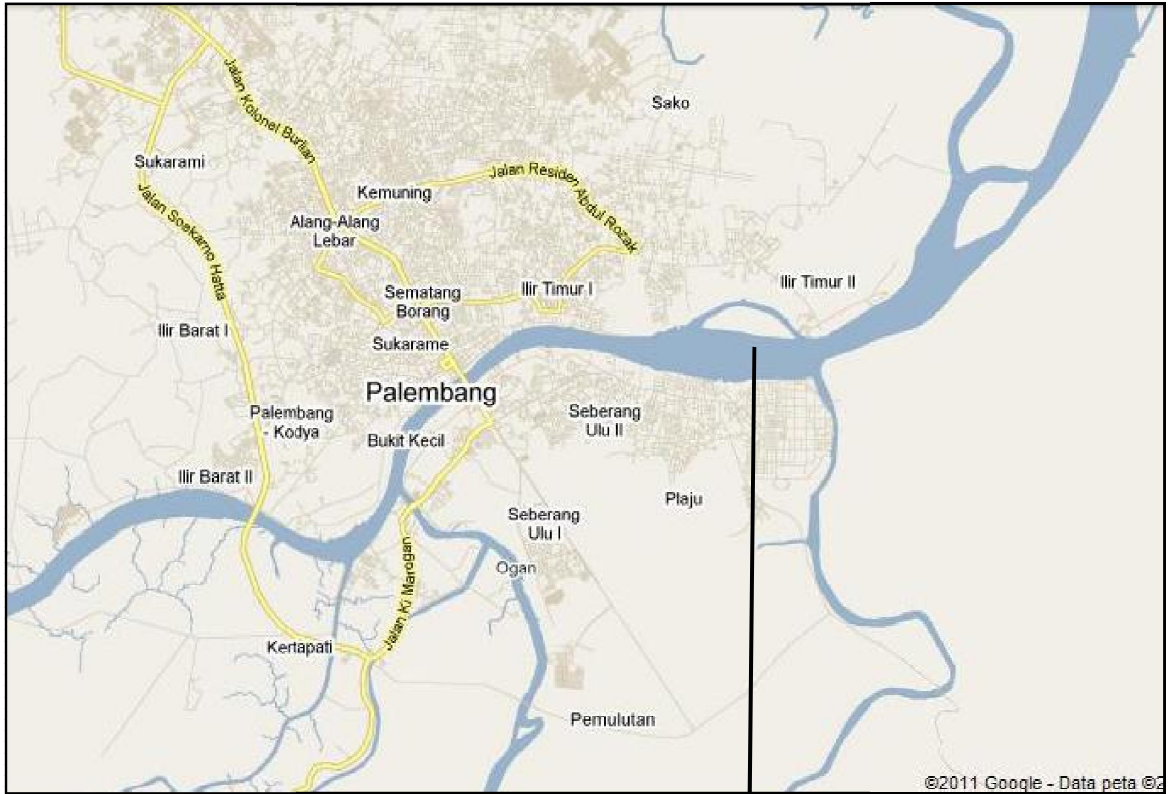 Sako
Jalan Kolonel Burlian
Sukarami
Jalan Residen Abdul Rozak
Kemuning
Jalan Soekarno Hatta
Alang-Alang
Lebar
Ilir Timur II
Ilir Timur I
Sematang
Borang
Ilir Barat I
Sukarame
Palembang
Palembang
- Kodya
Seberang
Ulu II
Bukit Kecil
Ilir Barat II
Plaju
Seberang
Ulu I
Ogan
Jalan Ki Marogan
Kertapati
Pemulutan
©2011 Google - Data peta ©2